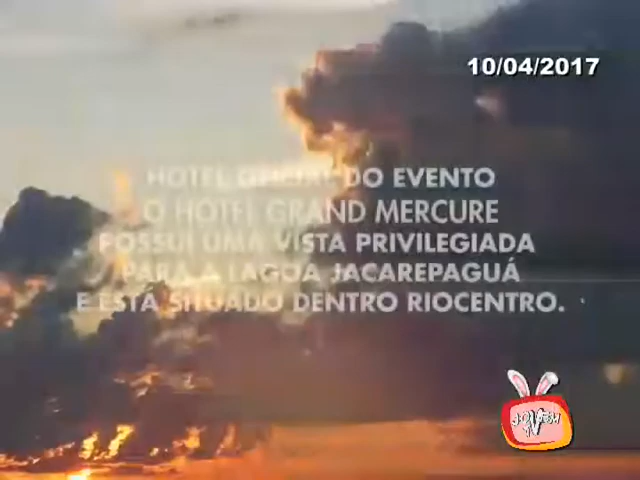 10/04/2017
HOTEL OFICIAL DO EVENTO
O HOTEL GRAND MERCURE
POSSUI UMA VISTA PRIVILEGIADA
PARA A LAGOA JACAREPAGUÁ
E ESTÁ SITUADO DENTRO RIOCENTRO.
TV